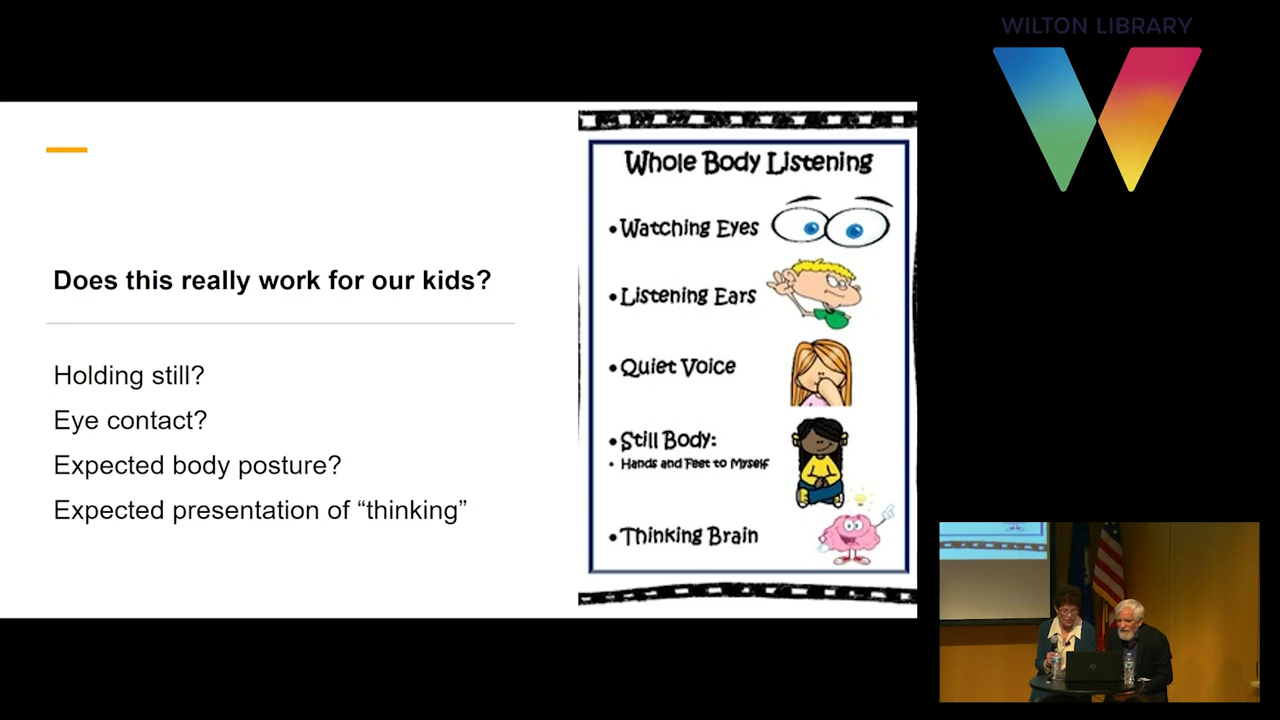 WILTON LIBRARY
Does this really work for our kids?
Holding still?
Eye contact?
Expected body posture?
Expected presentation of “thinking”
Whole Body Listening
• Watching Eyes
• Listening Ears
• Quiet Voice
• Still Body:
• Hands and Feet to Myself
• Thinking Brain